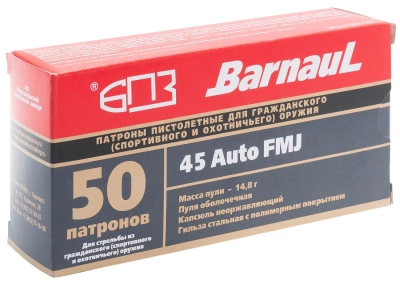 БПЗ ® Barnaul
ПАТРОНЫ ПИСТОЛЕТНЫЕ ДЛЯ ГРАЖДАНСКОГО
(СПОРТИВНОГО И ОХОТНИЧЬЕГО) ОРУЖИЯ
45 Auto FMJ
50
патронов
Для стрельбы из
гражданского (спортивного
и охотничьего) оружия
Масса пули - 14,8 г
Пуля оболочечная
Капсюль неоржавляющий
Гильза стальная с полимерным покрытием